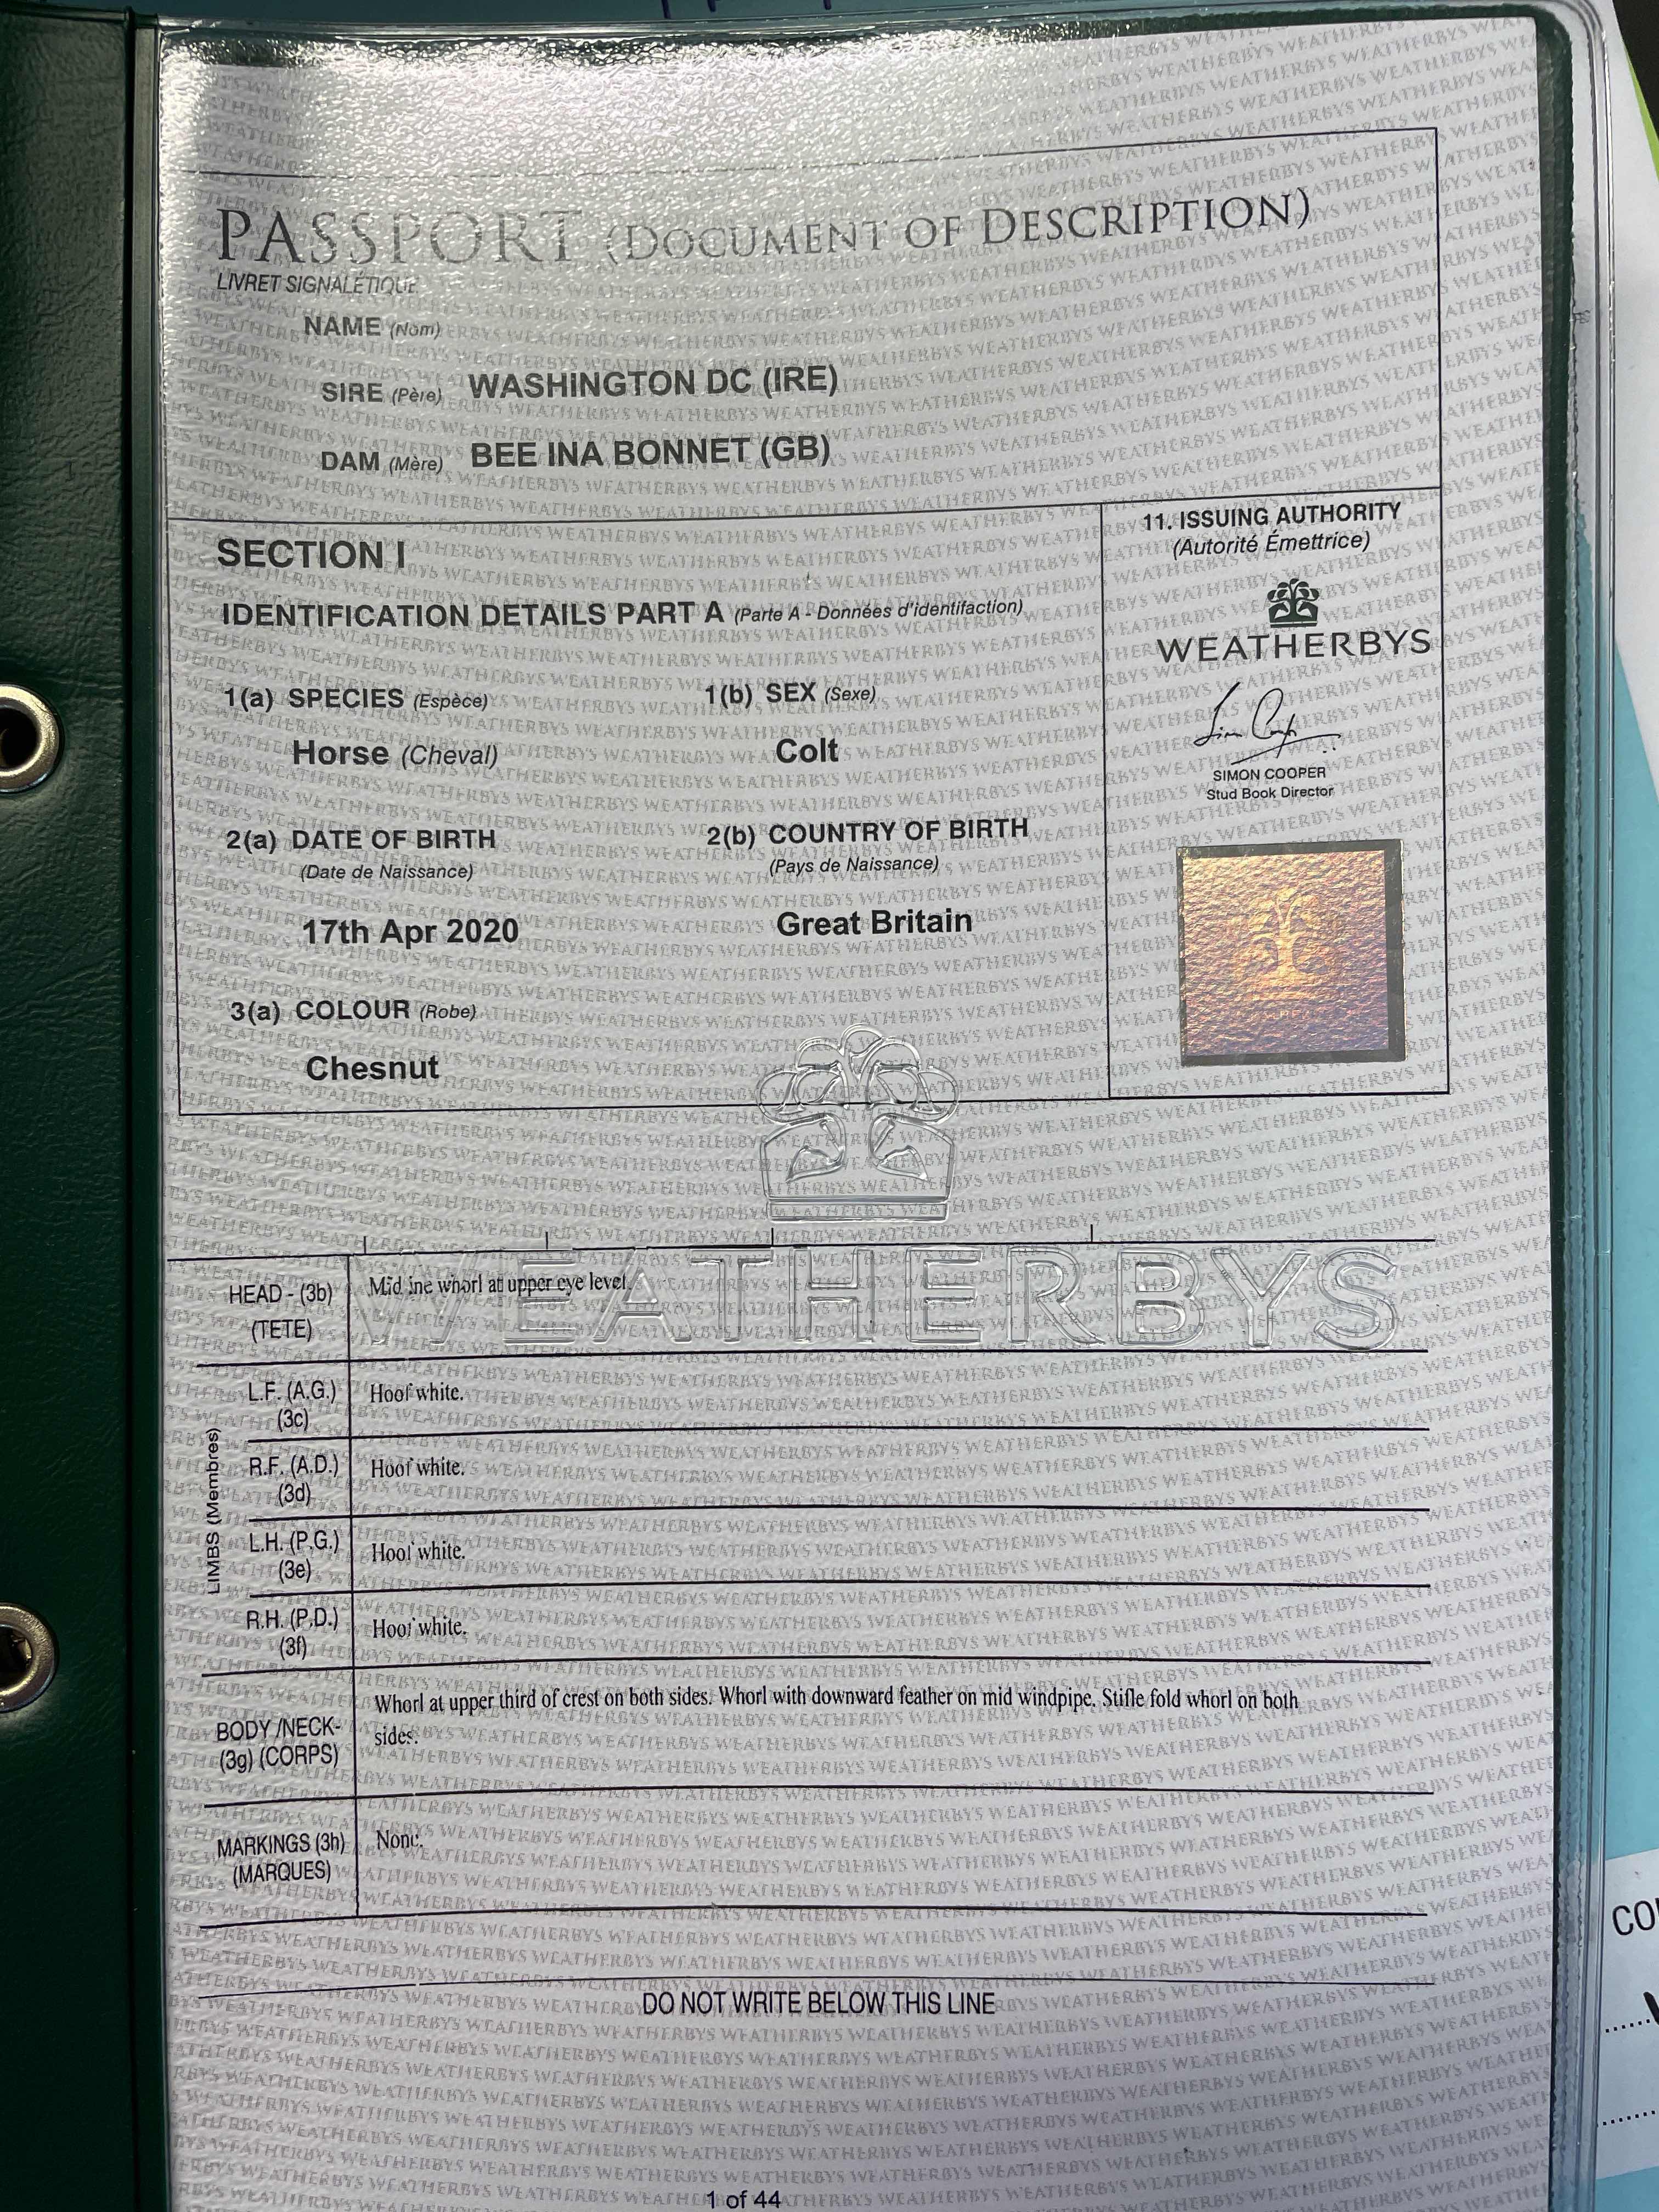 PASSPORT (DOCUMENT OF DESCRIPTION)
LIVRET SIGNALÉTIQUE
NAME (Nom)
SIRE (Père) WASHINGTON DC (IRE)
DAM (Mère) BEE INA BONNET (GB)
SECTION I
IDENTIFICATION DETAILS PART A (Parte A - Données d'identifaction)
1(a) SPECIES (Espèce) 1(b) SEX (Sexe)
Horse (Cheval) Colt
2(a) DATE OF BIRTH 2(b) COUNTRY OF BIRTH
(Date de Naissance) (Pays de Naissance)
17th Apr 2020 Great Britain
3(a) COLOUR (Robe)
Chesnut
11. ISSUING AUTHORITY
(Autorité Émettrice)
WEATHERBYS
SIMON COOPER
Stud Book Director
WEATHERBYS
HEAD - (3b) Mid ine whorl at upper eye level.
(TETE)
LIMBS (Membres)
L.F. (A.G.) Hoof white.
(3c)
R.F. (A.D.) Hoof white.
(3d)
L.H. (P.G.) Hoof white.
(3e)
R.H. (P.D.) Hoof white.
(3f)
BODY /NECK- Whorl at upper third of crest on both sides. Whorl with downward feather on mid windpipe. Stifle fold whorl on both
(3g) (CORPS) sides.
MARKINGS (3h) None.
(MARQUES)
DO NOT WRITE BELOW THIS LINE
1 of 44